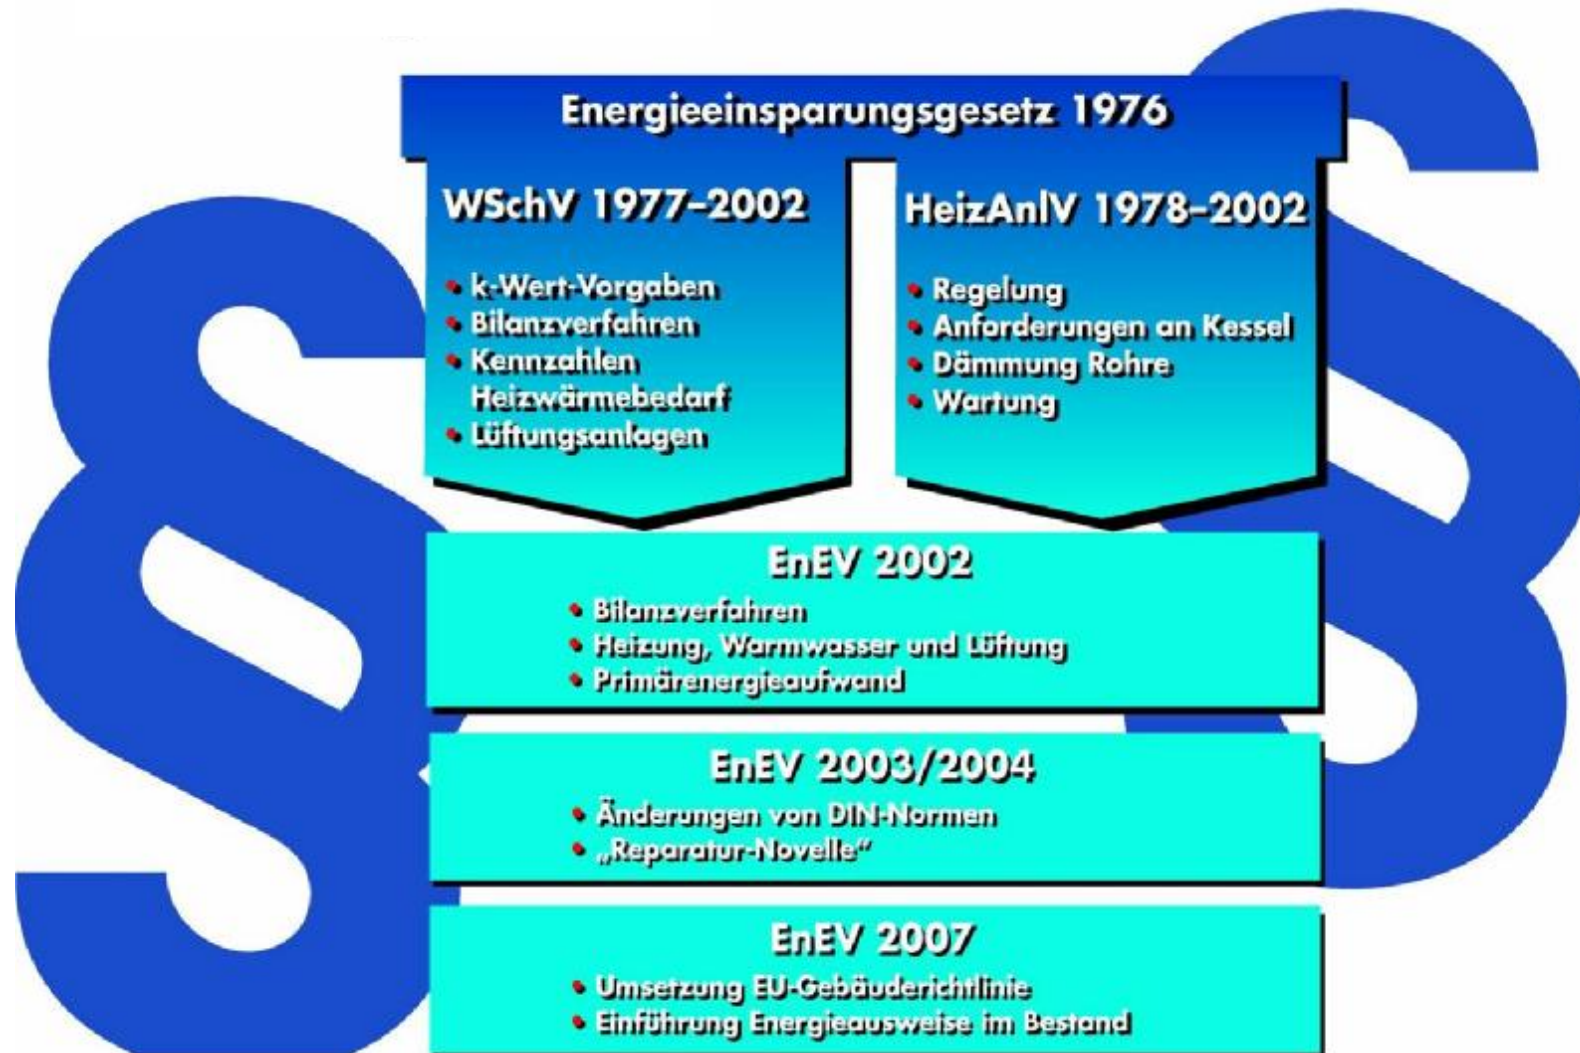 Energieeinsparungsgesetz 1976
WSchV 1977–2002
• k-Wert-Vorgaben
• Bilanzverfahren
• Kennzahlen
Heizwärmebedarf
• Lüftungsanlagen
HeizAnlV 1978–2002
• Regelung
• Anforderungen an Kessel
• Dämmung Rohre
• Wartung
EnEV 2002
• Bilanzverfahren
• Heizung, Warmwasser und Lüftung
• Primärenergieaufwand
EnEV 2003/2004
• Änderungen von DIN-Normen
• „Reparatur-Novelle“
EnEV 2007
• Umsetzung EU-Gebäuderichtlinie
• Einführung Energieausweise im Bestand